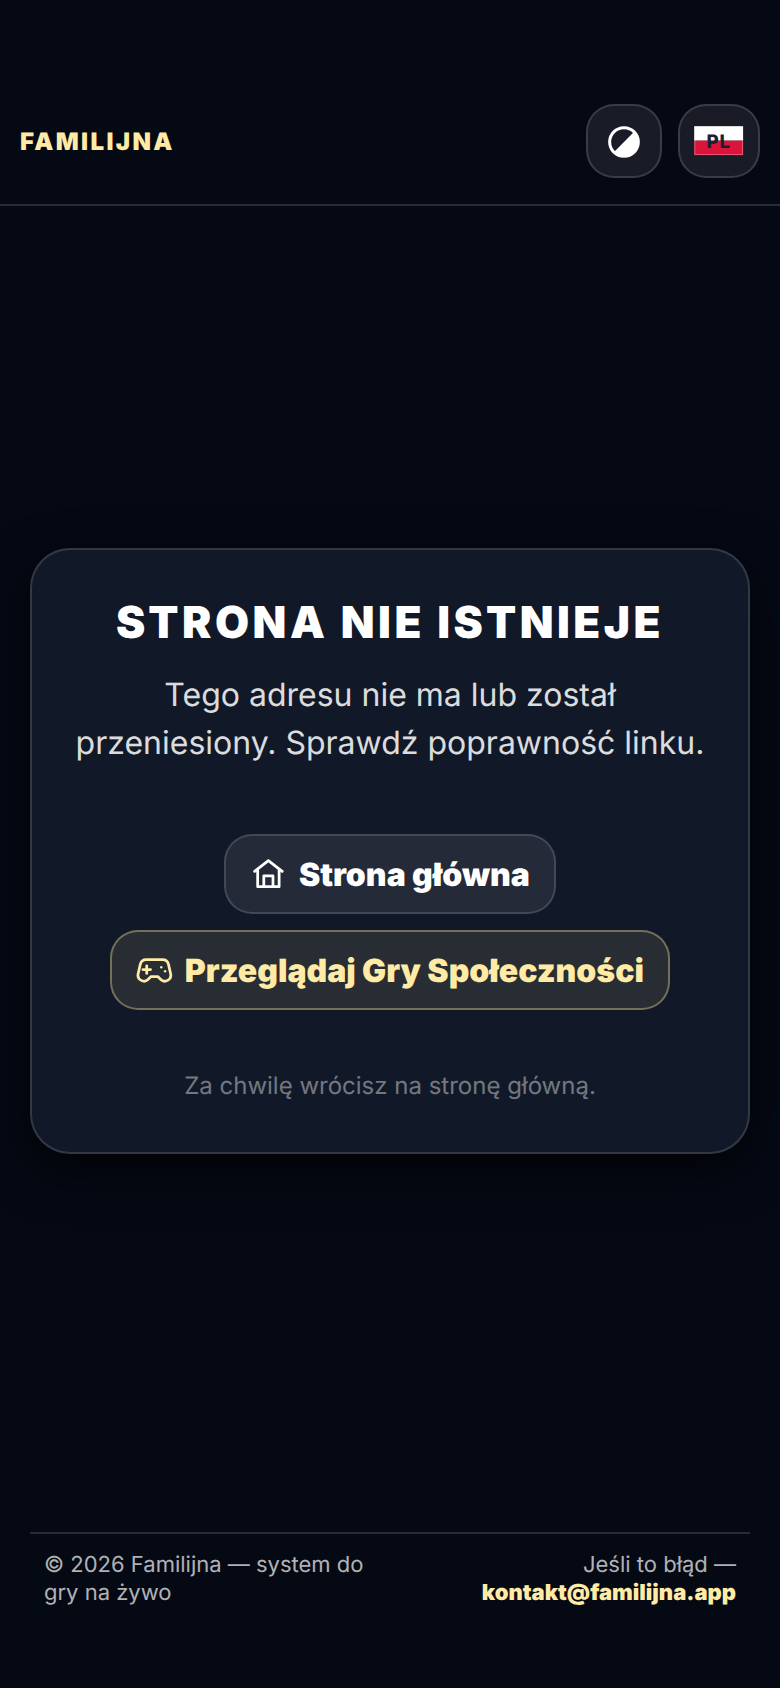 FAMILIJNA
PL
STRONA NIE ISTNIEJE
Tego adresu nie ma lub został
przeniesiony. Sprawdź poprawność linku.
Strona główna
Przeglądaj Gry Społeczności
Za chwilę wrócisz na stronę główną.
© 2026 Familijna — system do
gry na żywo
Jeśli to błąd —
kontakt@familijna.app